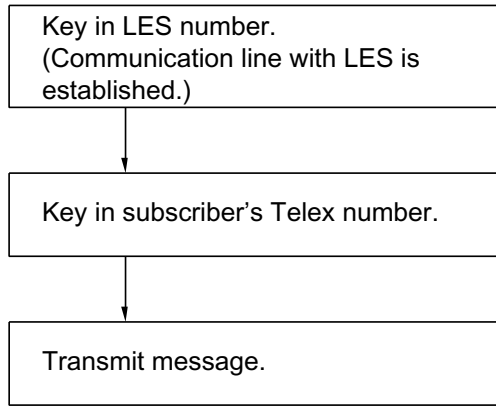 Key in LES number.
(Communication line with LES is
established.)
Key in subscriber’s Telex number.
Transmit message.